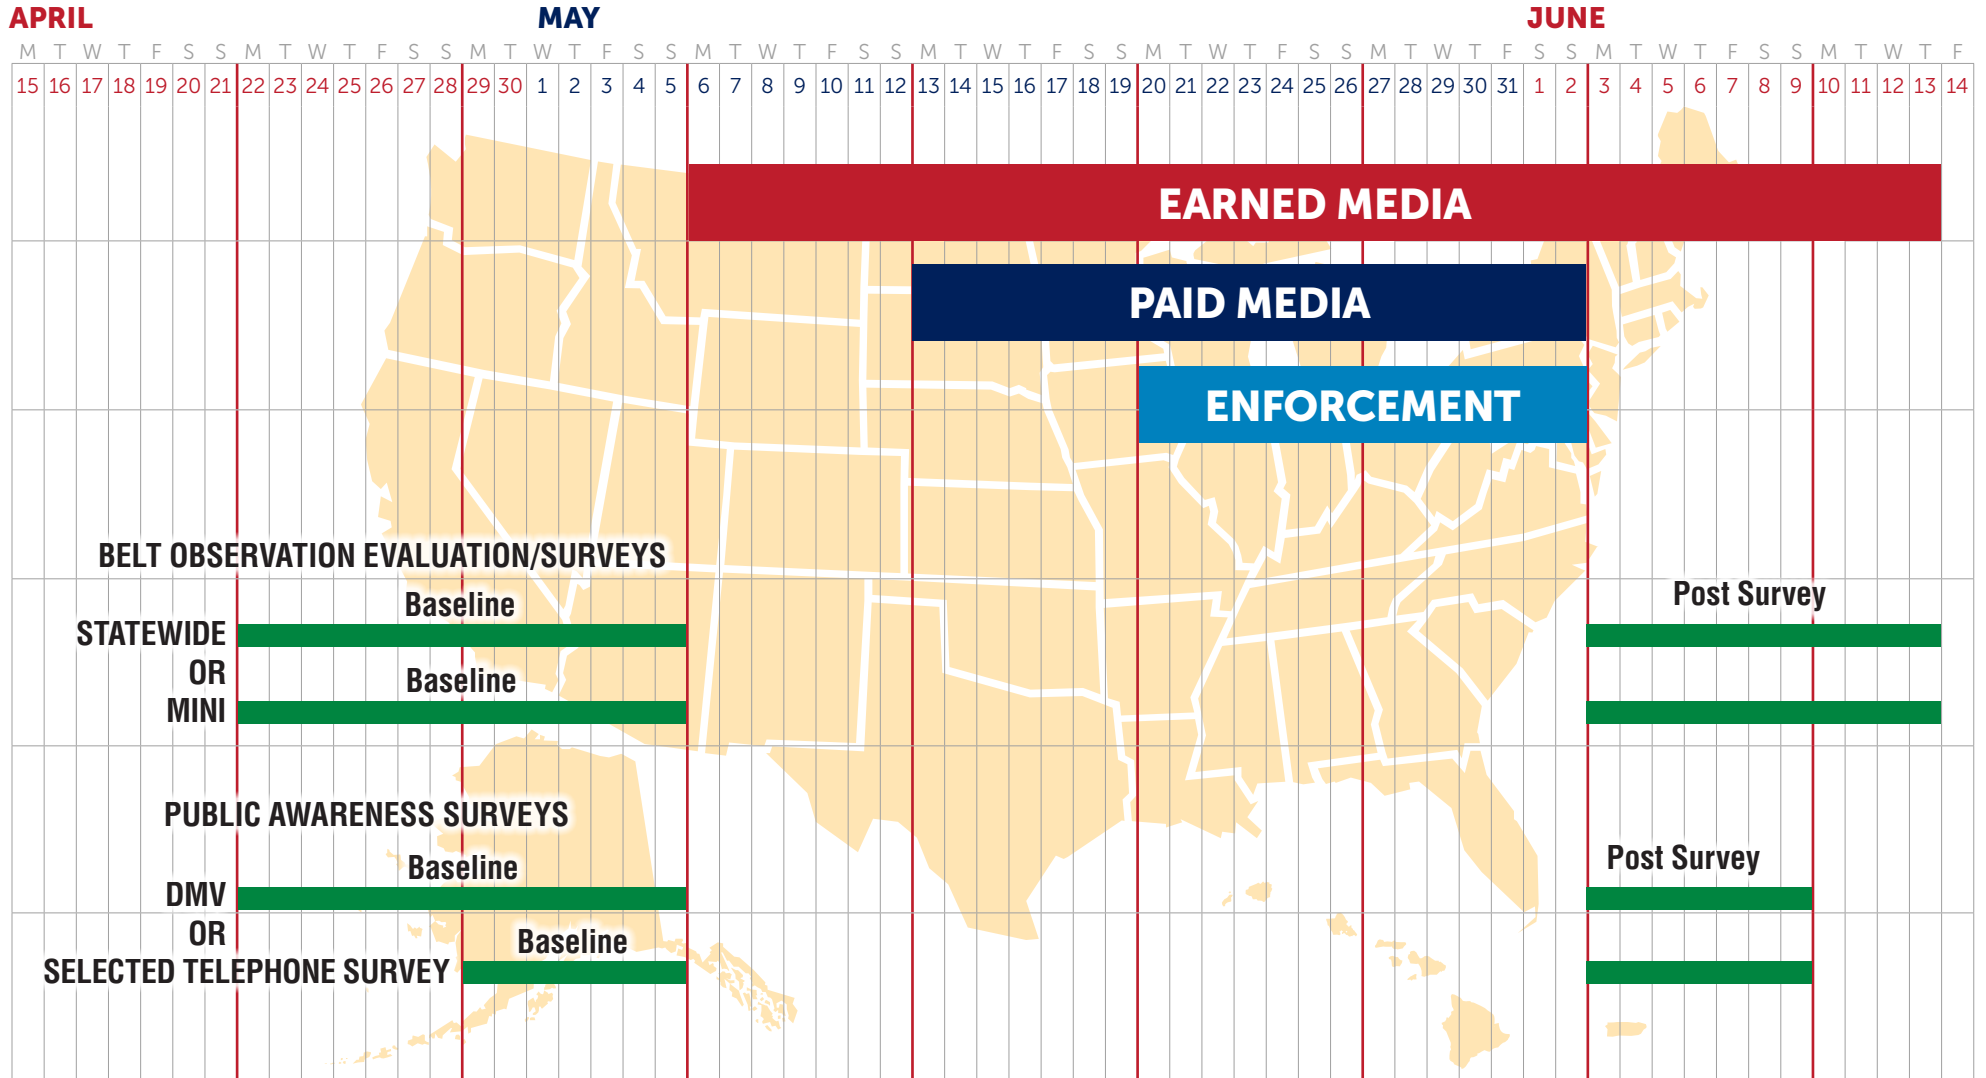 APRIL MAY JUNE
M T W T F S S M T W T F S S M T W T F S S M T W T F S S M T W T F S S M T W T F S S M T W T F S S M T W T F S S M T W T F
15 16 17 18 19 20 21 22 23 24 25 26 27 28 29 30 1 2 3 4 5 6 7 8 9 10 11 12 13 14 15 16 17 18 19 20 21 22 23 24 25 26 27 28 29 30 31 1 2 3 4 5 6 7 8 9 10 11 12 13 14
EARNED MEDIA
PAID MEDIA
ENFORCEMENT
BELT OBSERVATION EVALUATION/SURVEYS
Baseline Post Survey
STATEWIDE
OR
Baseline
MINI
PUBLIC AWARENESS SURVEYS
Baseline Post Survey
DMV
OR
Baseline
SELECTED TELEPHONE SURVEY